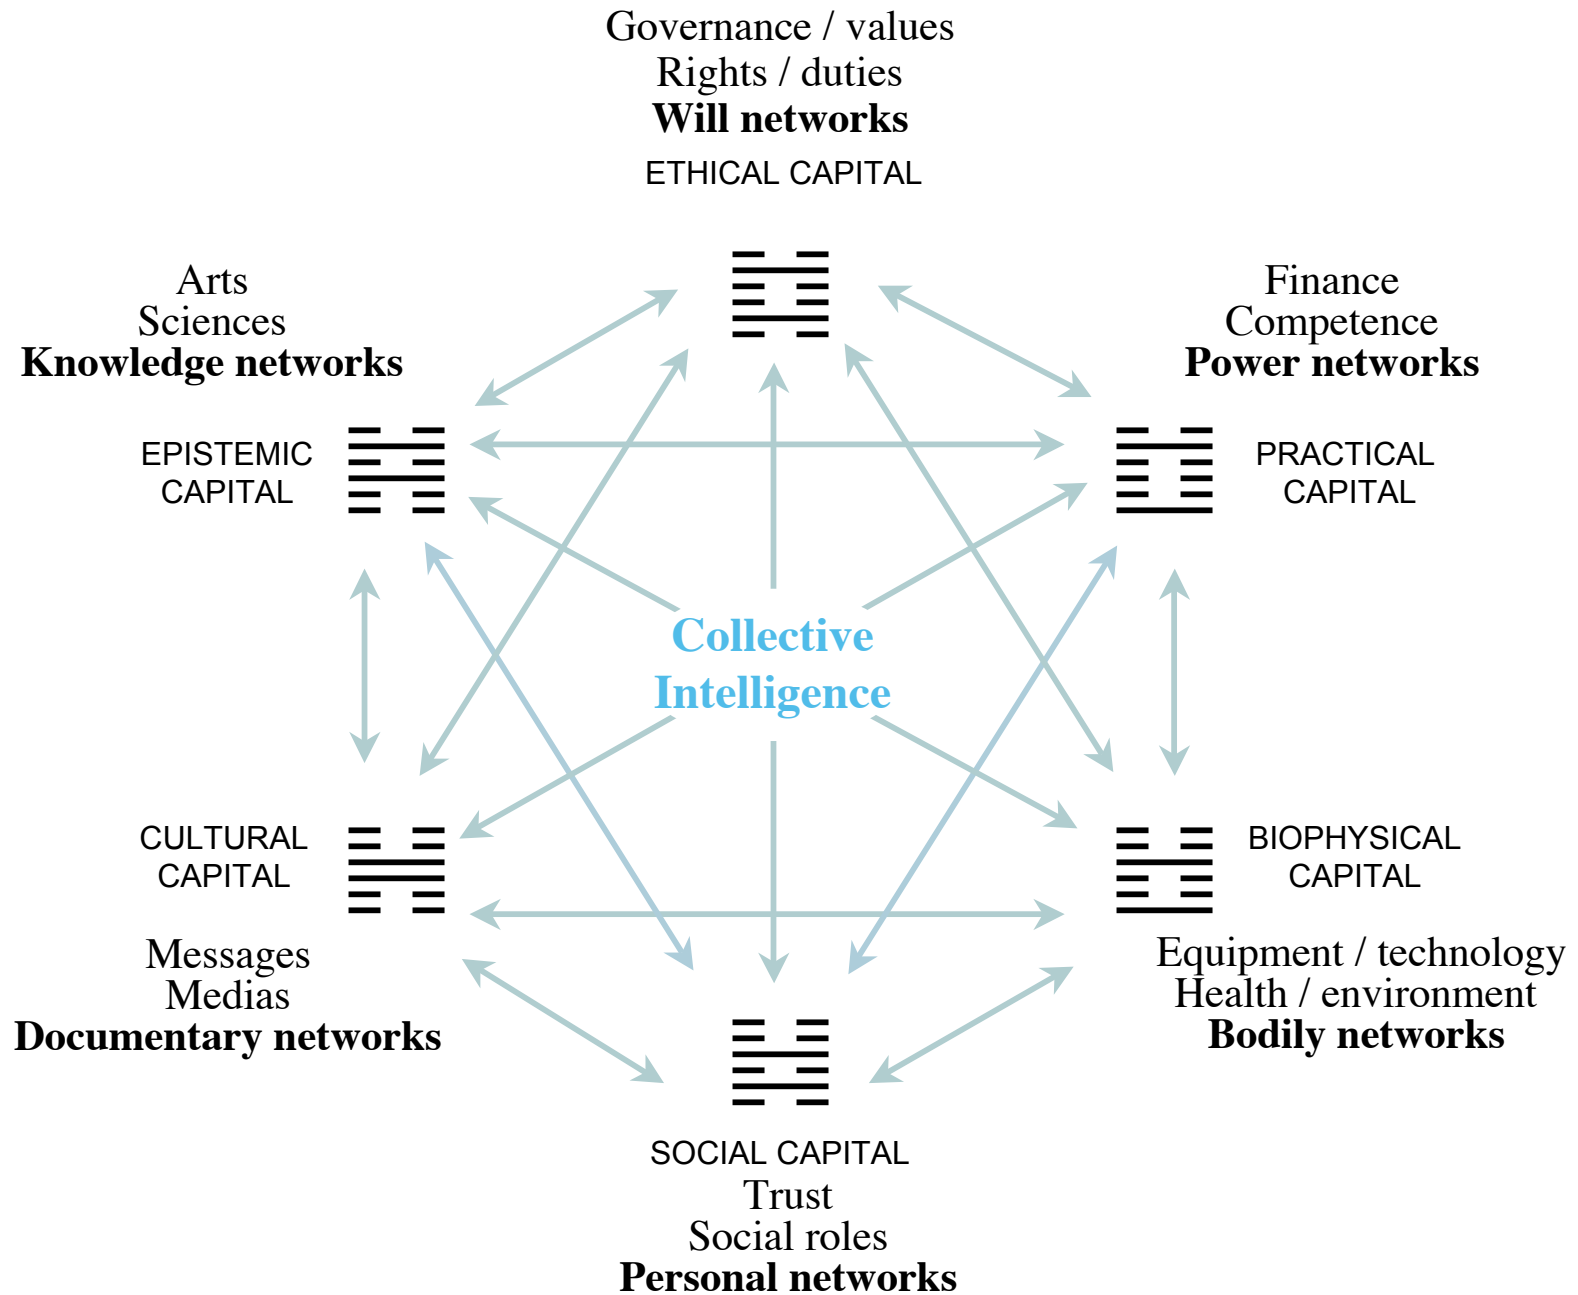 Governance / values
Rights / duties
Will networks
ETHICAL CAPITAL
Arts
Sciences
Knowledge networks
EPISTEMIC
CAPITAL
Finance
Competence
Power networks
PRACTICAL
CAPITAL
Collective
Intelligence
CULTURAL
CAPITAL
Messages
Medias
Documentary networks
BIOPHYSICAL
CAPITAL
Equipment / technology
Health / environment
Bodily networks
SOCIAL CAPITAL
Trust
Social roles
Personal networks